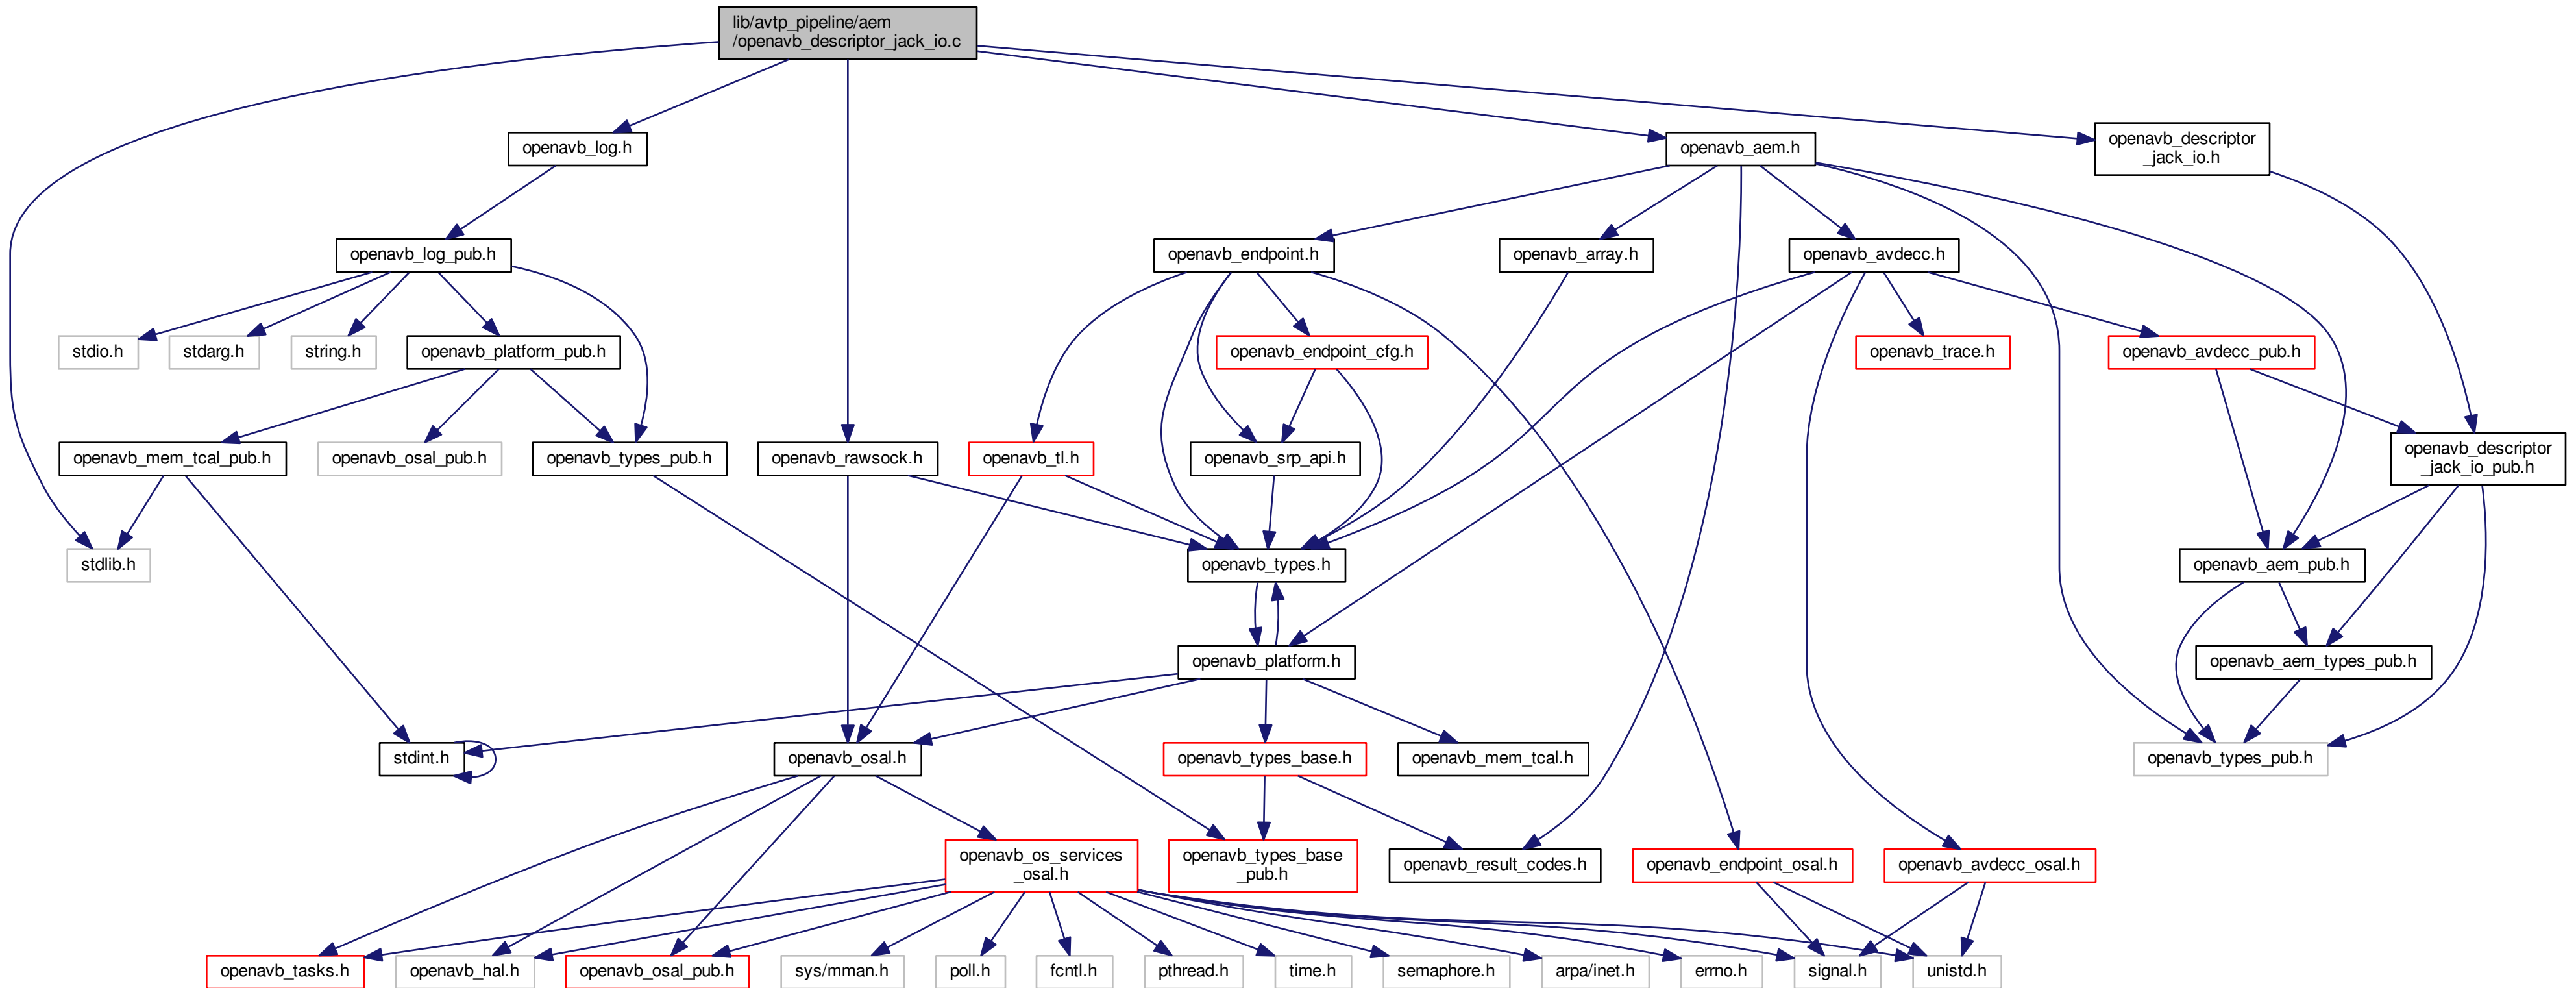 lib/avtp_pipeline/aem
/openavb_descriptor_jack_io.c
openavb_log.h
openavb_aem.h
openavb_descriptor
_jack_io.h
openavb_log_pub.h
openavb_endpoint.h
openavb_array.h
openavb_avdecc.h
stdio.h
stdarg.h
string.h
openavb_platform_pub.h
openavb_endpoint_cfg.h
openavb_trace.h
openavb_avdecc_pub.h
openavb_mem_tcal_pub.h
openavb_osal_pub.h
openavb_types_pub.h
openavb_rawsock.h
openavb_tl.h
openavb_srp_api.h
openavb_descriptor
_jack_io_pub.h
stdlib.h
openavb_types.h
openavb_aem_pub.h
openavb_platform.h
openavb_aem_types_pub.h
stdint.h
openavb_osal.h
openavb_types_base.h
openavb_mem_tcal.h
openavb_types_pub.h
openavb_os_services
_osal.h
openavb_types_base
_pub.h
openavb_result_codes.h
openavb_endpoint_osal.h
openavb_avdecc_osal.h
openavb_tasks.h
openavb_hal.h
openavb_osal_pub.h
sys/mman.h
poll.h
fcntl.h
pthread.h
time.h
semaphore.h
arpa/inet.h
errno.h
signal.h
unistd.h